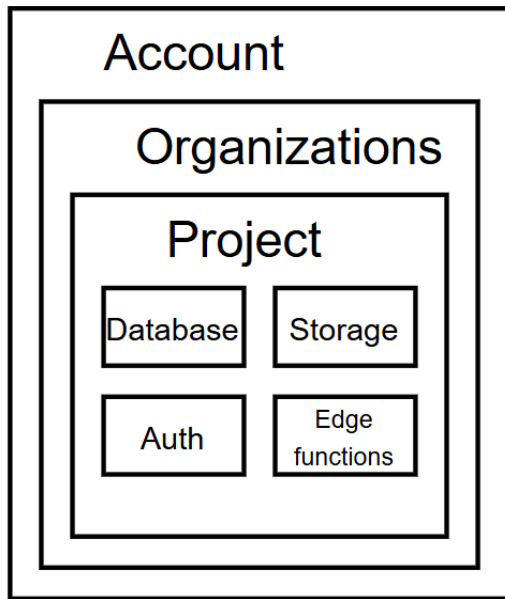 Account
Organizations
Project
Database
Storage
Auth
Edge
functions